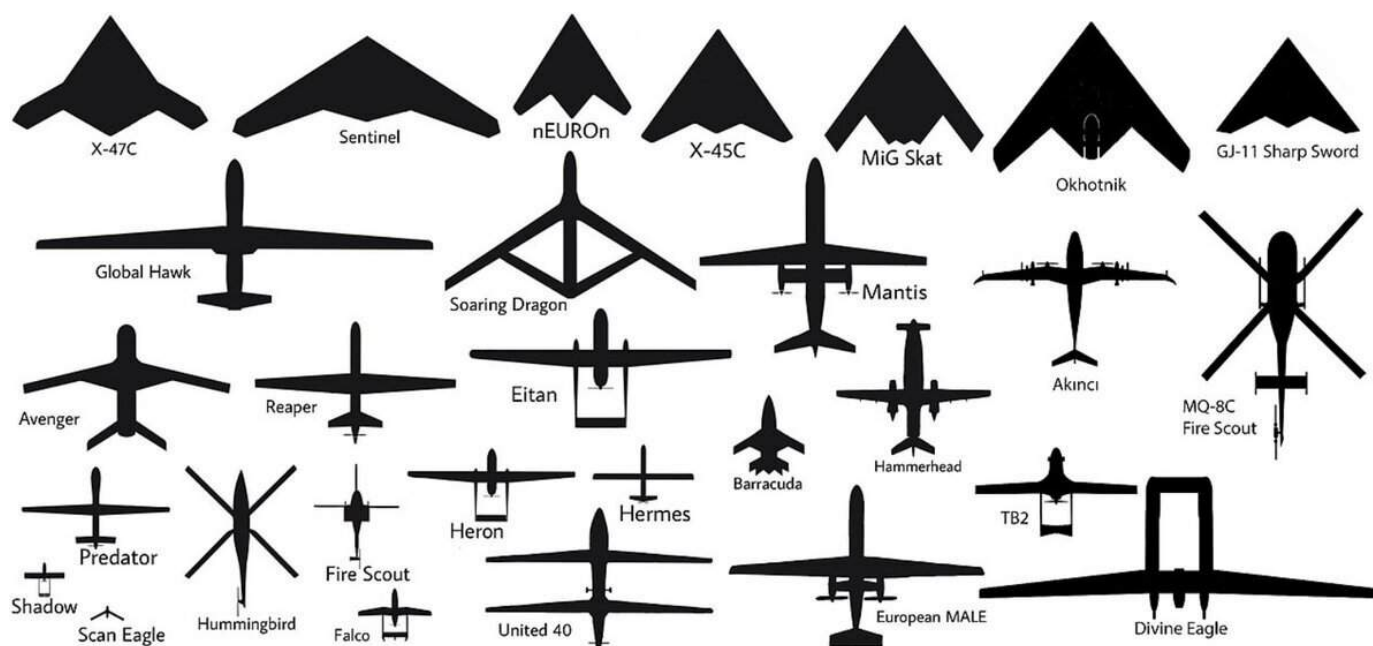 X-47C
Sentinel
nEUROn
X-45C
MiG Skat
Okhotnik
GJ-11 Sharp Sword
Global Hawk
Soaring Dragon
Mantis
Akıncı
MQ-8C
Fire Scout
Avenger
Reaper
Eitan
Hammerhead
Barracuda
Predator
Heron
Hermes
TB2
Shadow
Scan Eagle
Hummingbird
Fire Scout
Falco
United 40
European MALE
Divine Eagle